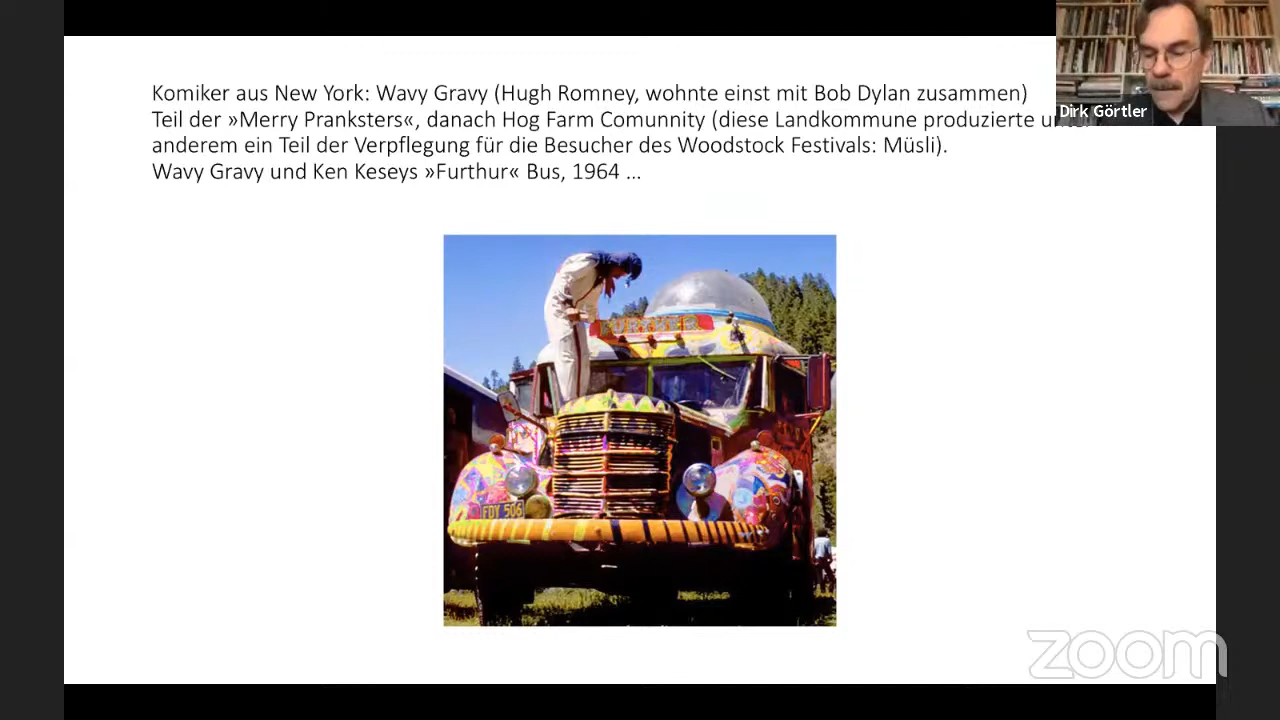 Komiker aus New York: Wavy Gravy (Hugh Romney, wohnte einst mit Bob Dylan zusammen)
Teil der »Merry Pranksters«, danach Hog Farm Comunnity (diese Landkommune produzierte
anderem ein Teil der Verpflegung für die Besucher des Woodstock Festivals: Müsli).
Wavy Gravy und Ken Keseys »Furthur« Bus, 1964 ...
Dirk Görtler
FURTHER
FDY 506
zoom